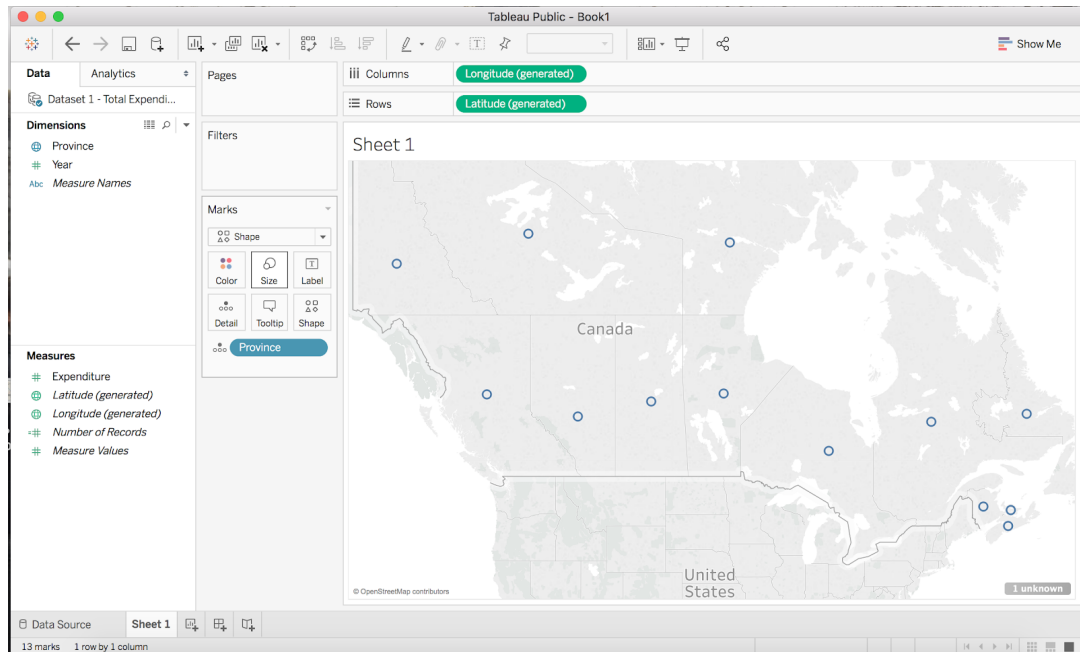 Tableau Public - Book1
Show Me
Data
Analytics
Dataset 1 - Total Expendi...
Dimensions
Province
Year
Abc Measure Names
Measures
Expenditure
Latitude (generated)
Longitude (generated)
Number of Records
Measure Values
Pages
Filters
Marks
Shape
Color
Size
Label
Detail
Tooltip
Shape
Province
Columns
Longitude (generated)
Rows
Latitude (generated)
Sheet 1
Canada
United
States
© OpenStreetMap contributors
1 unknown
Data Source
Sheet 1
13 marks
1 row by 1 column